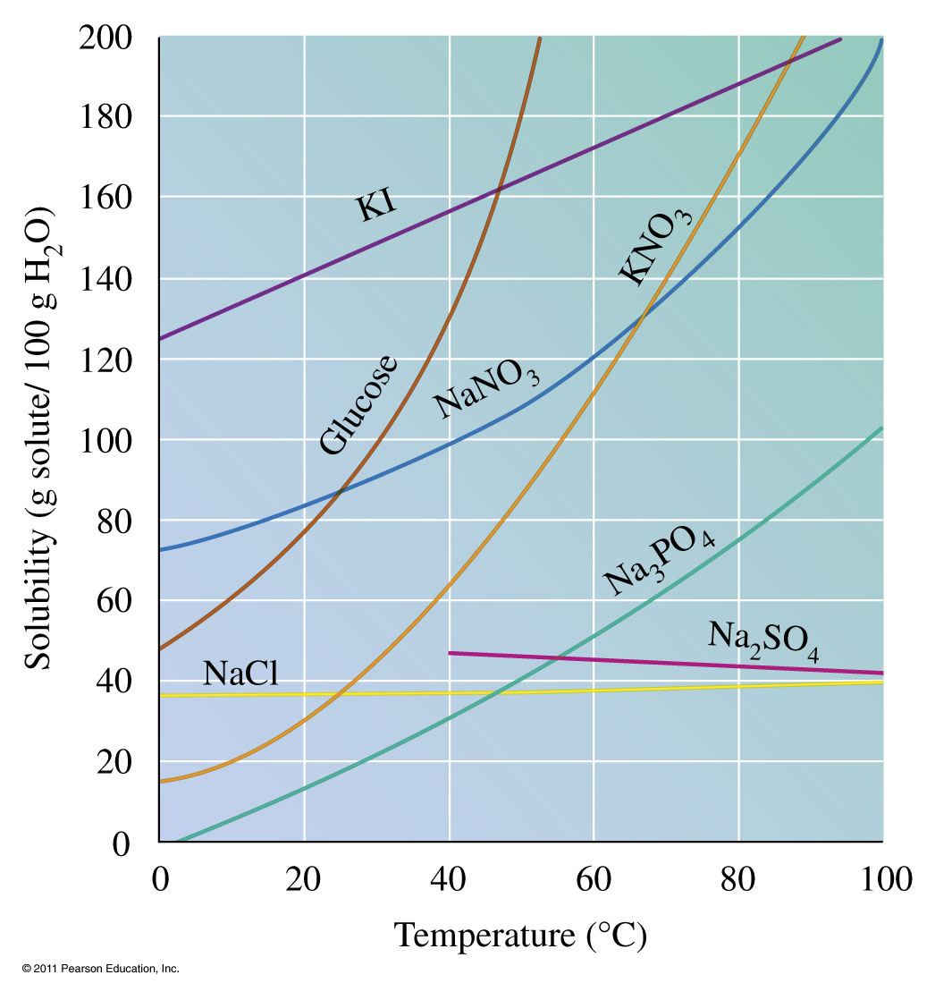 Solubility (g solute/ 100 g H₂O)
200
180
160
140
120
100
80
60
40
20
0
KI
Glucose
NaNO₃
KNO₃
Na₃PO₄
Na₂SO₄
NaCl
0 20 40 60 80 100
Temperature (°C)
© 2011 Pearson Education, Inc.